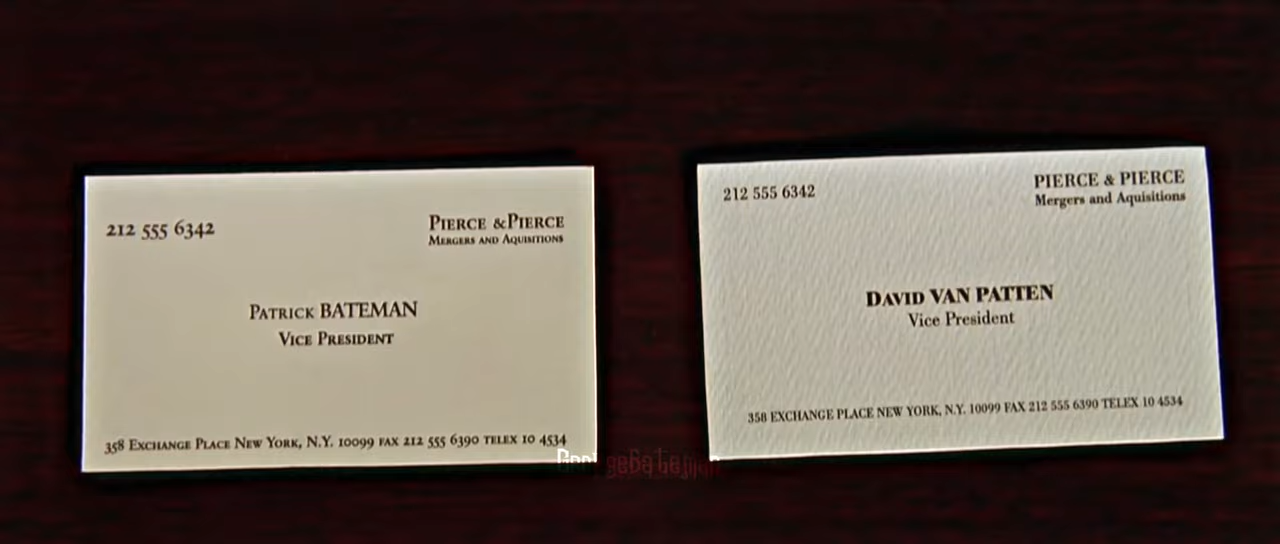 212 555 6342
PIERCE &PIERCE
MERGERS AND AQUISITIONS
PATRICK BATEMAN
VICE PRESIDENT
358 EXCHANGE PLACE NEW YORK, N.Y. 10099 FAX 212 555 6390 TELEX 10 4534
212 555 6342
PIERCE & PIERCE
Mergers and Aquisitions
DAVID VAN PATTEN
Vice President
358 EXCHANGE PLACE NEW YORK, N.Y. 10099 FAX 212 555 6390 TELEX 10 4534